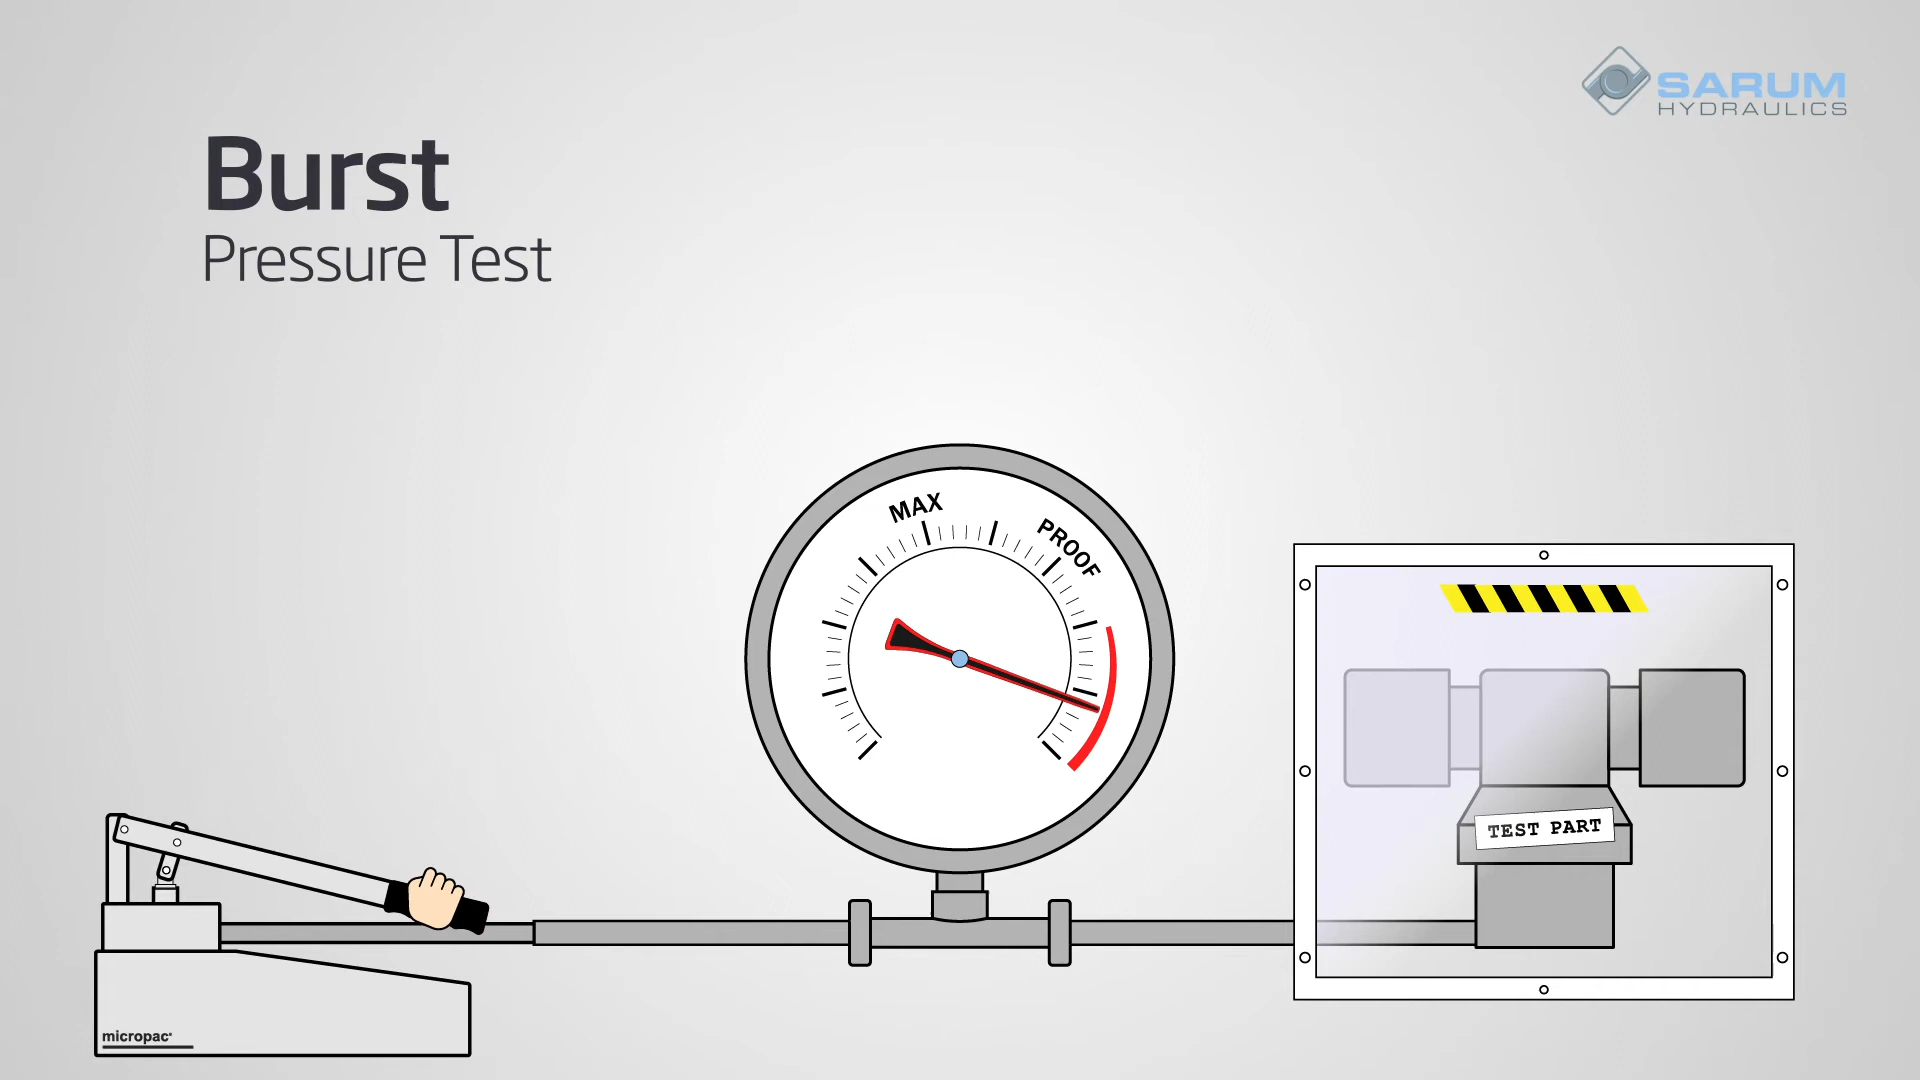 SARUM
HYDRAULICS
Burst
Pressure Test
MAX
PROOF
TEST PART
micropac